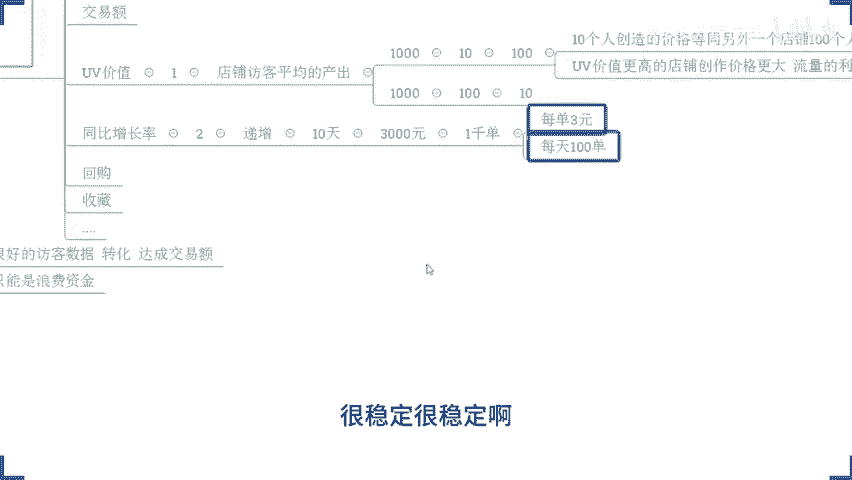 交易额
1000 10 100
10个人创造的价格等同另外一个店铺100个人
UV价值 1 店铺访客平均的产出
UV价值更高的店铺创作价格更大 流量的利
1000 100 10
每单3元
同比增长率 2 递增 10天 3000元 1千单
每天100单
回购
收藏
....
良好的访客数据 转化 达成交易额
只能是浪费资金
很稳定很稳定啊